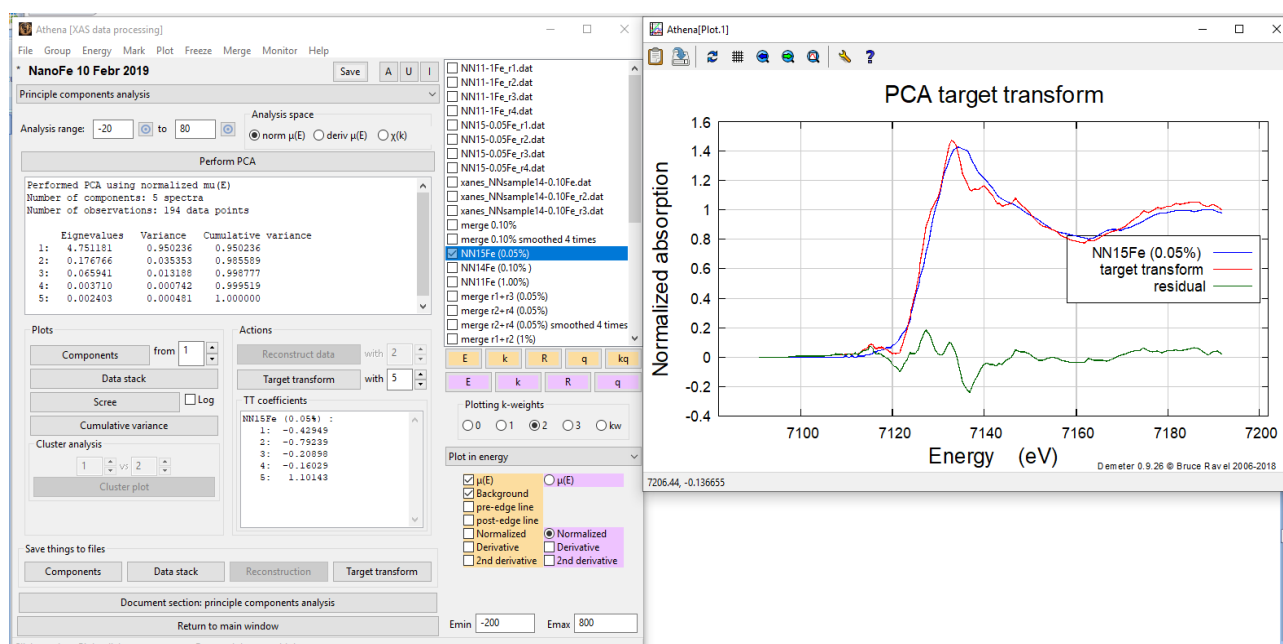 Athena [XAS data processing]
File Group Energy Mark Plot Freeze Merge Monitor Help
* NanoFe 10 Febr 2019
Save
A U I
Principle components analysis
Analysis range: -20 to 80
Analysis space
norm μ(E) deriv μ(E) χ(k)
Perform PCA
Performed PCA using normalized mu(E)
Number of components: 5 spectra
Number of observations: 194 data points
Eignevalues Variance Cumulative variance
1: 4.751181 0.950236 0.950236
2: 0.176766 0.035353 0.985589
3: 0.065941 0.013188 0.998777
4: 0.003710 0.000742 0.999519
5: 0.002403 0.000481 1.000000
Plots
Components from 1
Data stack
Scree Log
Cumulative variance
Cluster analysis
1 vs 2
Cluster plot
Actions
Reconstruct data with 2
Target transform with 5
TT coefficients
NN15Fe (0.05%) :
1: -0.42949
2: -0.79239
3: -0.20898
4: -0.16029
5: 1.10143
Save things to files
Components Data stack Reconstruction Target transform
Document section: principle components analysis
Return to main window
NN11-1Fe_r1.dat
NN11-1Fe_r2.dat
NN11-1Fe_r3.dat
NN11-1Fe_r4.dat
NN15-0.05Fe_r1.dat
NN15-0.05Fe_r2.dat
NN15-0.05Fe_r3.dat
NN15-0.05Fe_r4.dat
xanes_NNsample14-0.10Fe.dat
xanes_NNsample14-0.10Fe_r2.dat
xanes_NNsample14-0.10Fe_r3.dat
merge 0.10%
merge 0.10% smoothed 4 times
NN15Fe (0.05%)
NN14Fe (0.10% )
NN11Fe (1.00%)
merge r1+r3 (0.05%)
merge r2+r4 (0.05%)
merge r2+r4 (0.05%) smoothed 4 times
merge r1+r2 (1%)
E k R q kq
E k R q
Plotting k-weights
0 1 2 3 kw
Plot in energy
μ(E) μ(E)
Background
pre-edge line
post-edge line
Normalized Normalized
Derivative Derivative
2nd derivative 2nd derivative
Emin -200 Emax 800
Athena[Plot.1]
PCA target transform
Normalized absorption
1.6
1.4
1.2
1
0.8
0.6
0.4
0.2
0
-0.2
-0.4
NN15Fe (0.05%)
target transform
residual
7100 7120 7140 7160 7180 7200
Energy (eV)
Demeter 0.9.26 © Bruce Ravel 2006-2018
7206.44, -0.136655